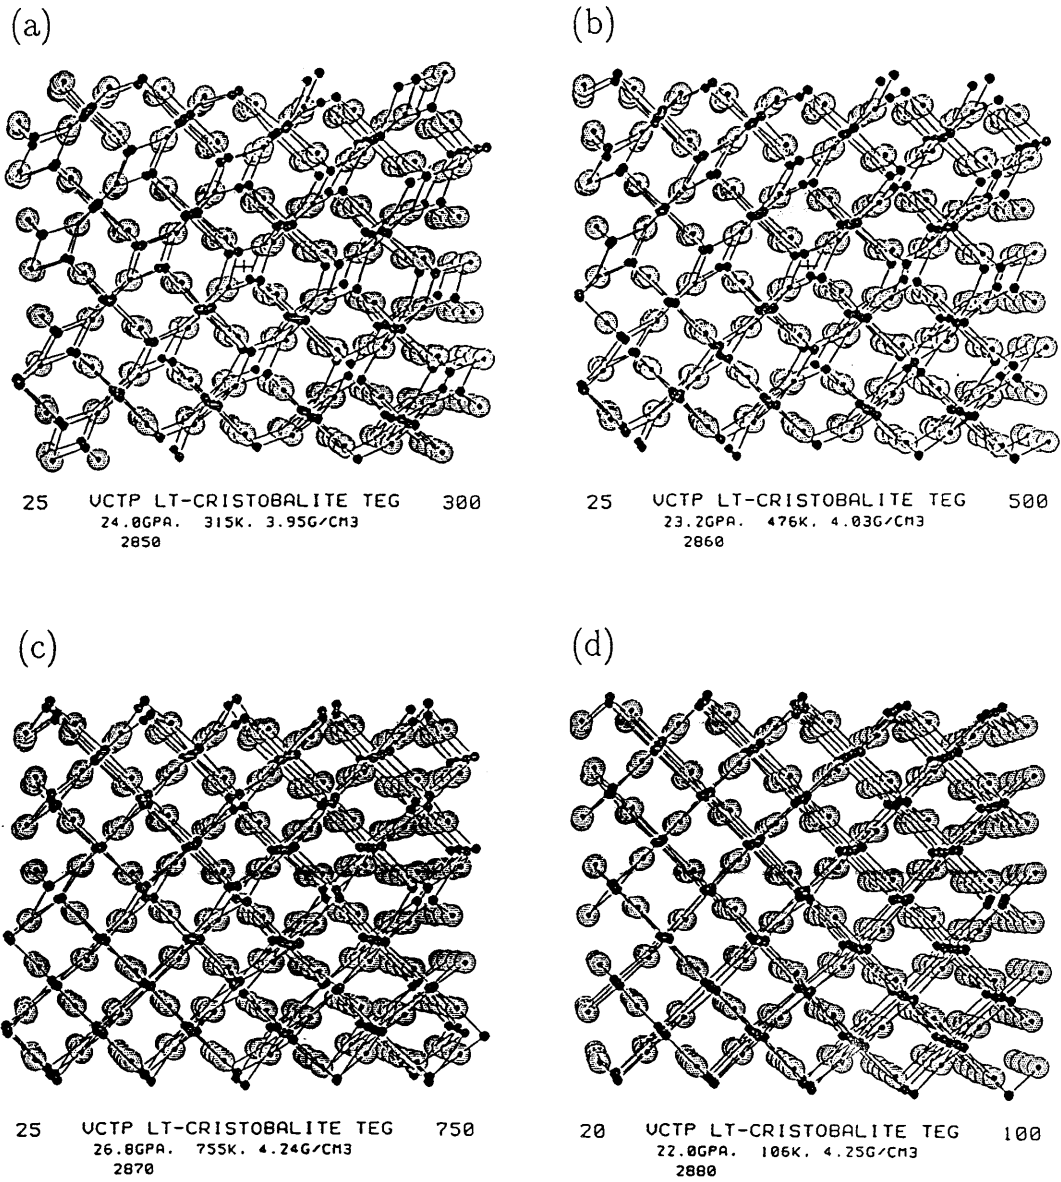 (a)
(b)
25 VCTP LT-CRISTOBALITE TEG 300
24.0GPA. 315K. 3.95G/CM3
2850
25 VCTP LT-CRISTOBALITE TEG 500
23.2GPA. 476K. 4.03G/CM3
2860
(c)
(d)
25 VCTP LT-CRISTOBALITE TEG 750
26.8GPA. 755K. 4.24G/CM3
2870
20 VCTP LT-CRISTOBALITE TEG 100
22.0GPA. 106K. 4.25G/CM3
2880